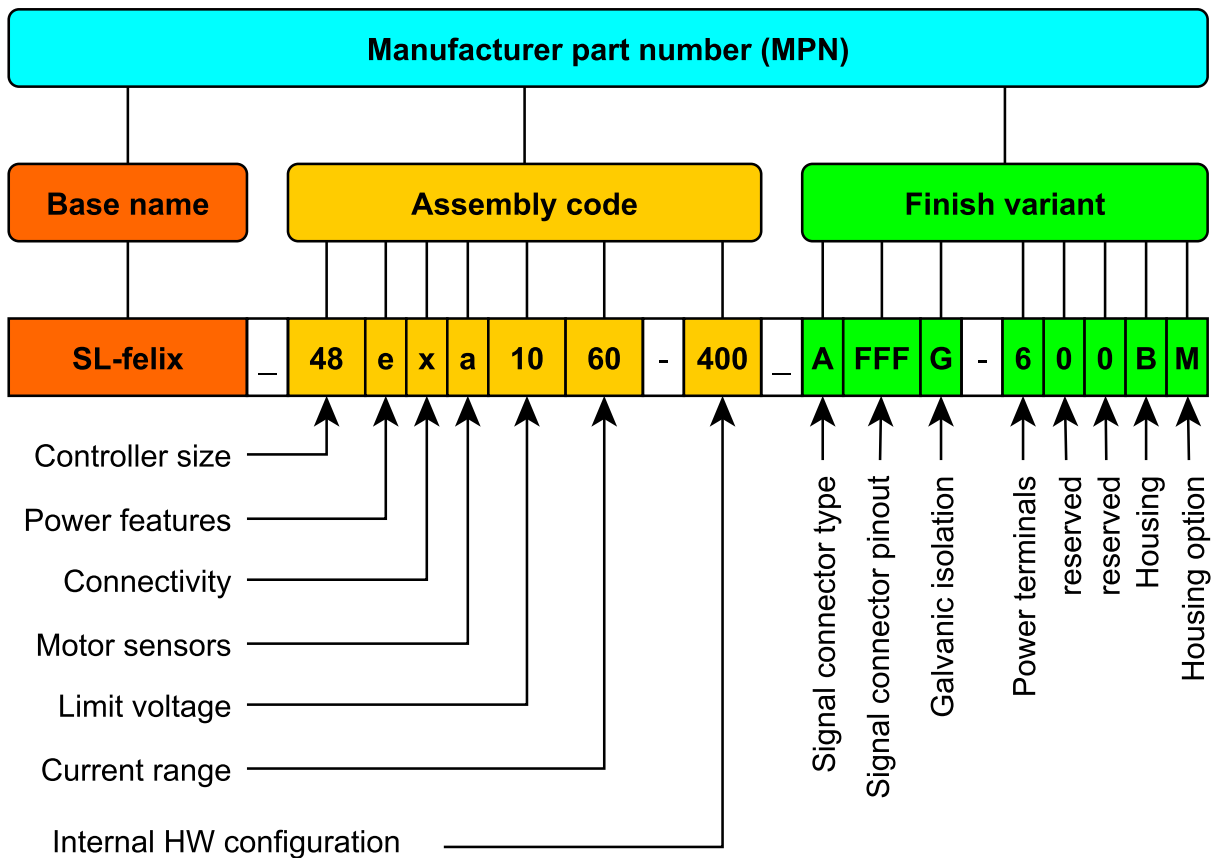 Manufacturer part number (MPN)
Base name
Assembly code
Finish variant
SL-felix _ 48 e x a 10 60 - 400 _ A FFF G - 6 0 0 B M
Controller size
Power features
Connectivity
Motor sensors
Limit voltage
Current range
Internal HW configuration
Signal connector type
Signal connector pinout
Galvanic isolation
Power terminals
reserved
reserved
Housing
Housing option